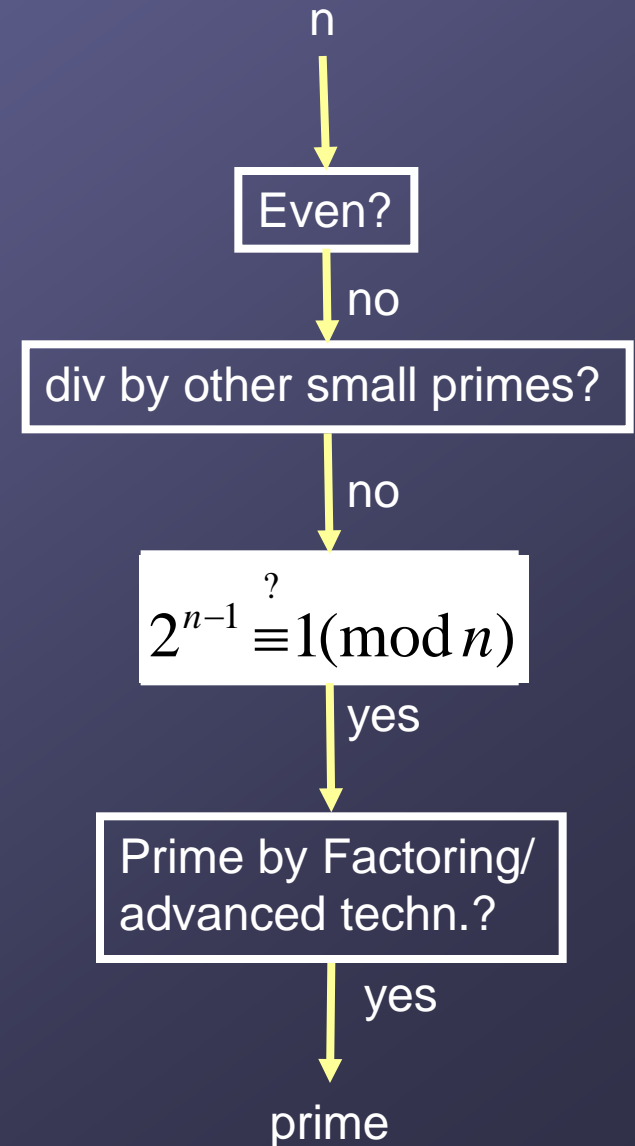 n
Even?
no
div by other small primes?
no
?
2^{n−1} ≡ 1(mod n)
yes
Prime by Factoring/
advanced techn.?
yes
prime